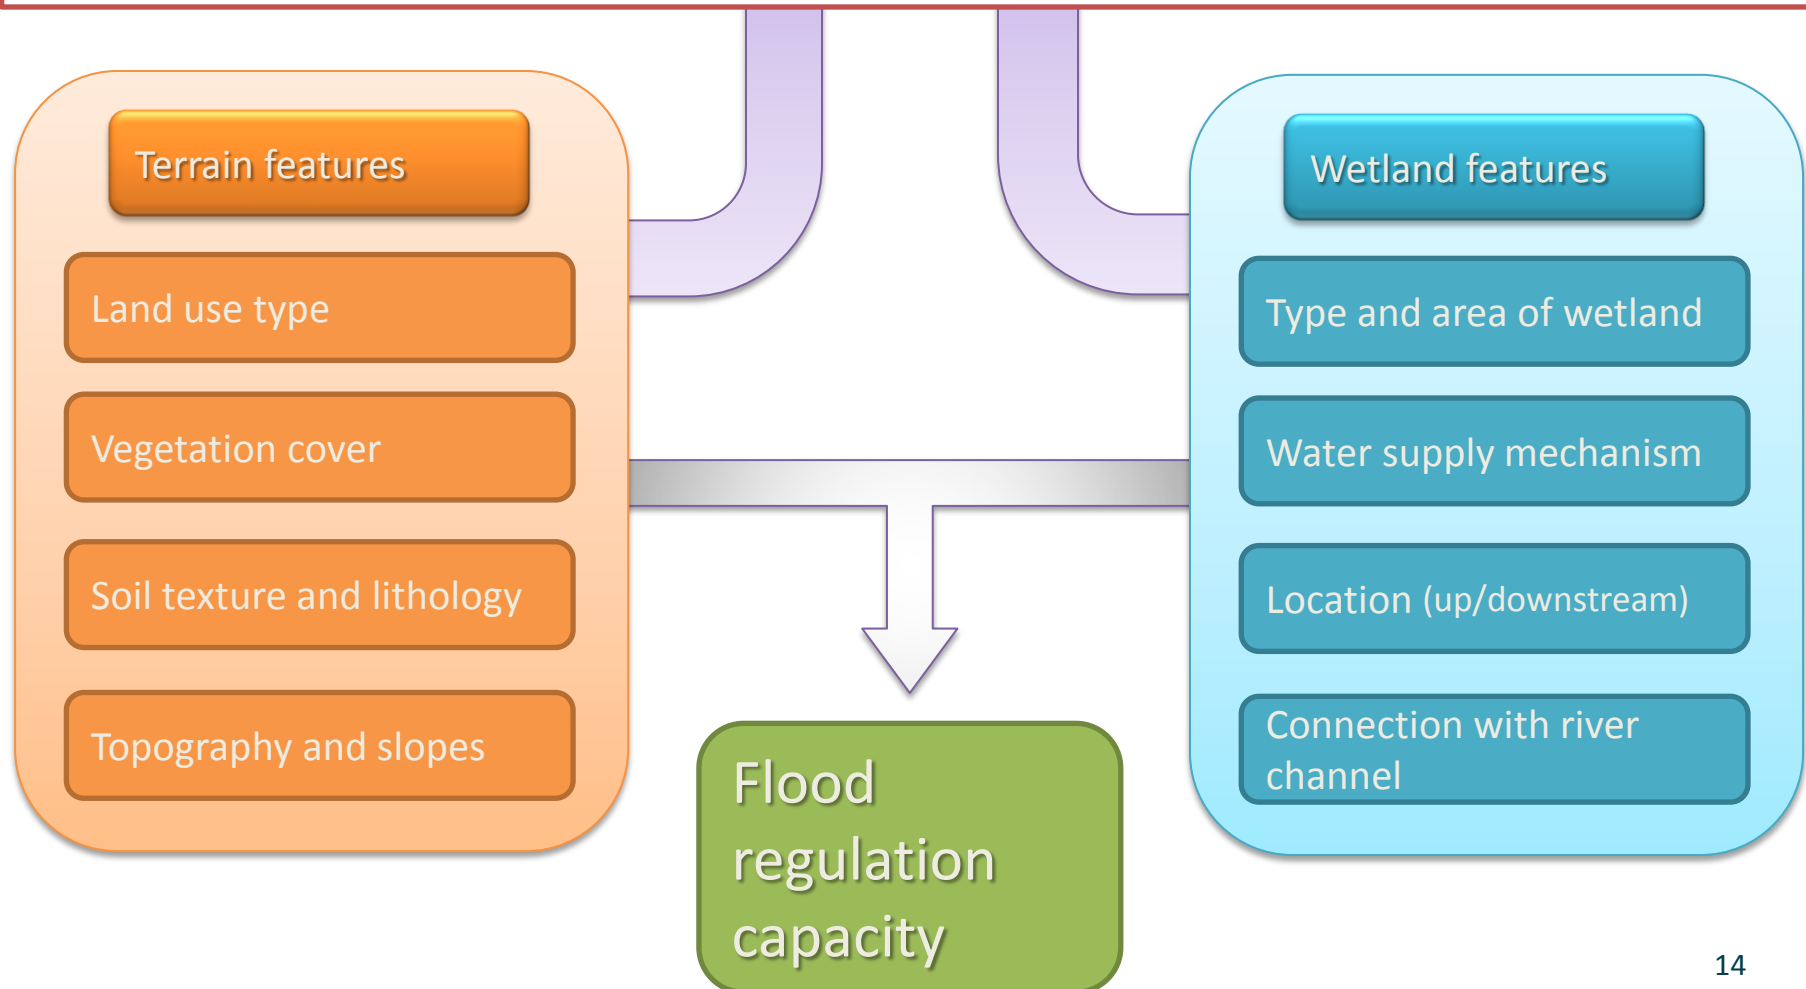 Terrain features
Land use type
Vegetation cover
Soil texture and lithology
Topography and slopes
Wetland features
Type and area of wetland
Water supply mechanism
Location (up/downstream)
Connection with river
channel
Flood
regulation
capacity
14